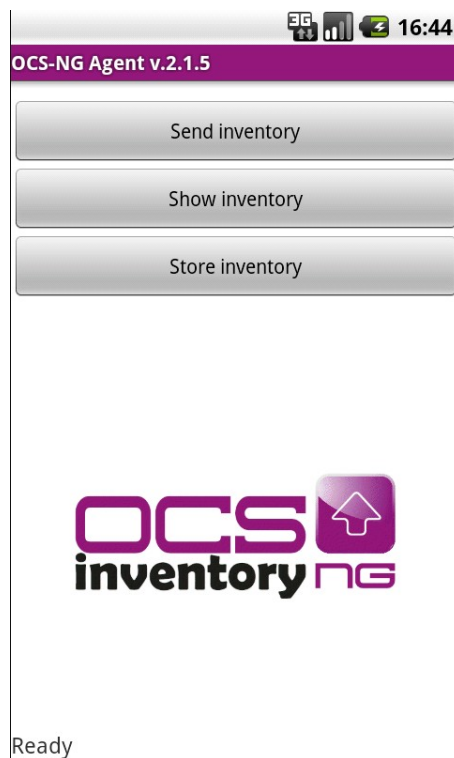 3G 16:44
OCS-NG Agent v.2.1.5
Send inventory
Show inventory
Store inventory
OCS
inventory NG
Ready